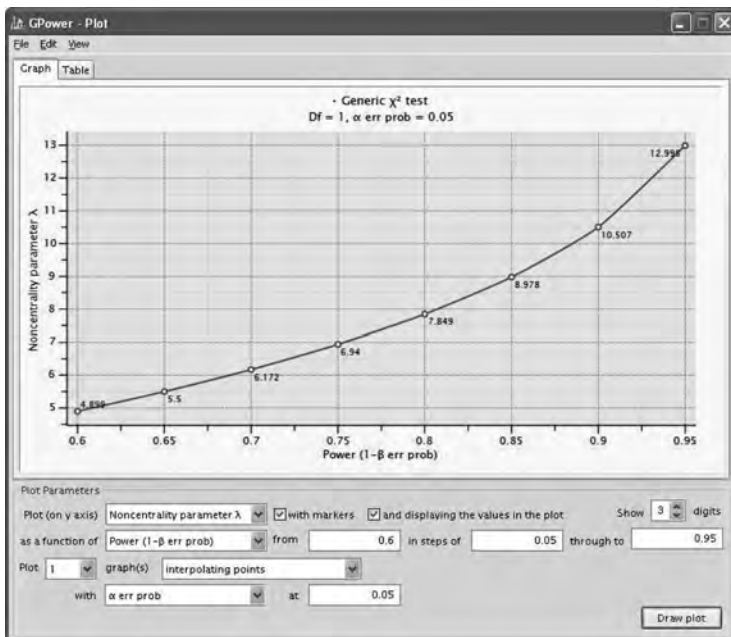 GPower - Plot
File Edit View
Graph Table
- Generic χ² test
Df = 1, α err prob = 0.05
Noncentrality parameter λ
13
12
11
10
9
8
7
6
5
4.899
5.5
6.172
6.94
7.849
8.978
10.507
12.995
0.6 0.65 0.7 0.75 0.8 0.85 0.9 0.95
Power (1-β err prob)
Plot Parameters
Plot (on y axis) Noncentrality parameter λ with markers and displaying the values in the plot Show 3 digits
as a function of Power (1-β err prob) from 0.6 in steps of 0.05 through to 0.95
Plot 1 graph(s) interpolating points
with α err prob at 0.05
Draw plot